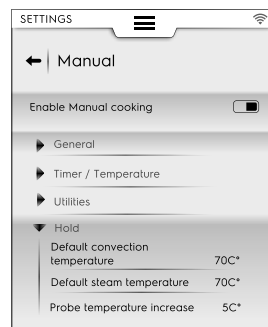 SETTINGS
Manual
Enable Manual cooking
General
Timer / Temperature
Utilities
Hold
Default convection
temperature 70C°
Default steam temperature 70C°
Probe temperature increase 5C°